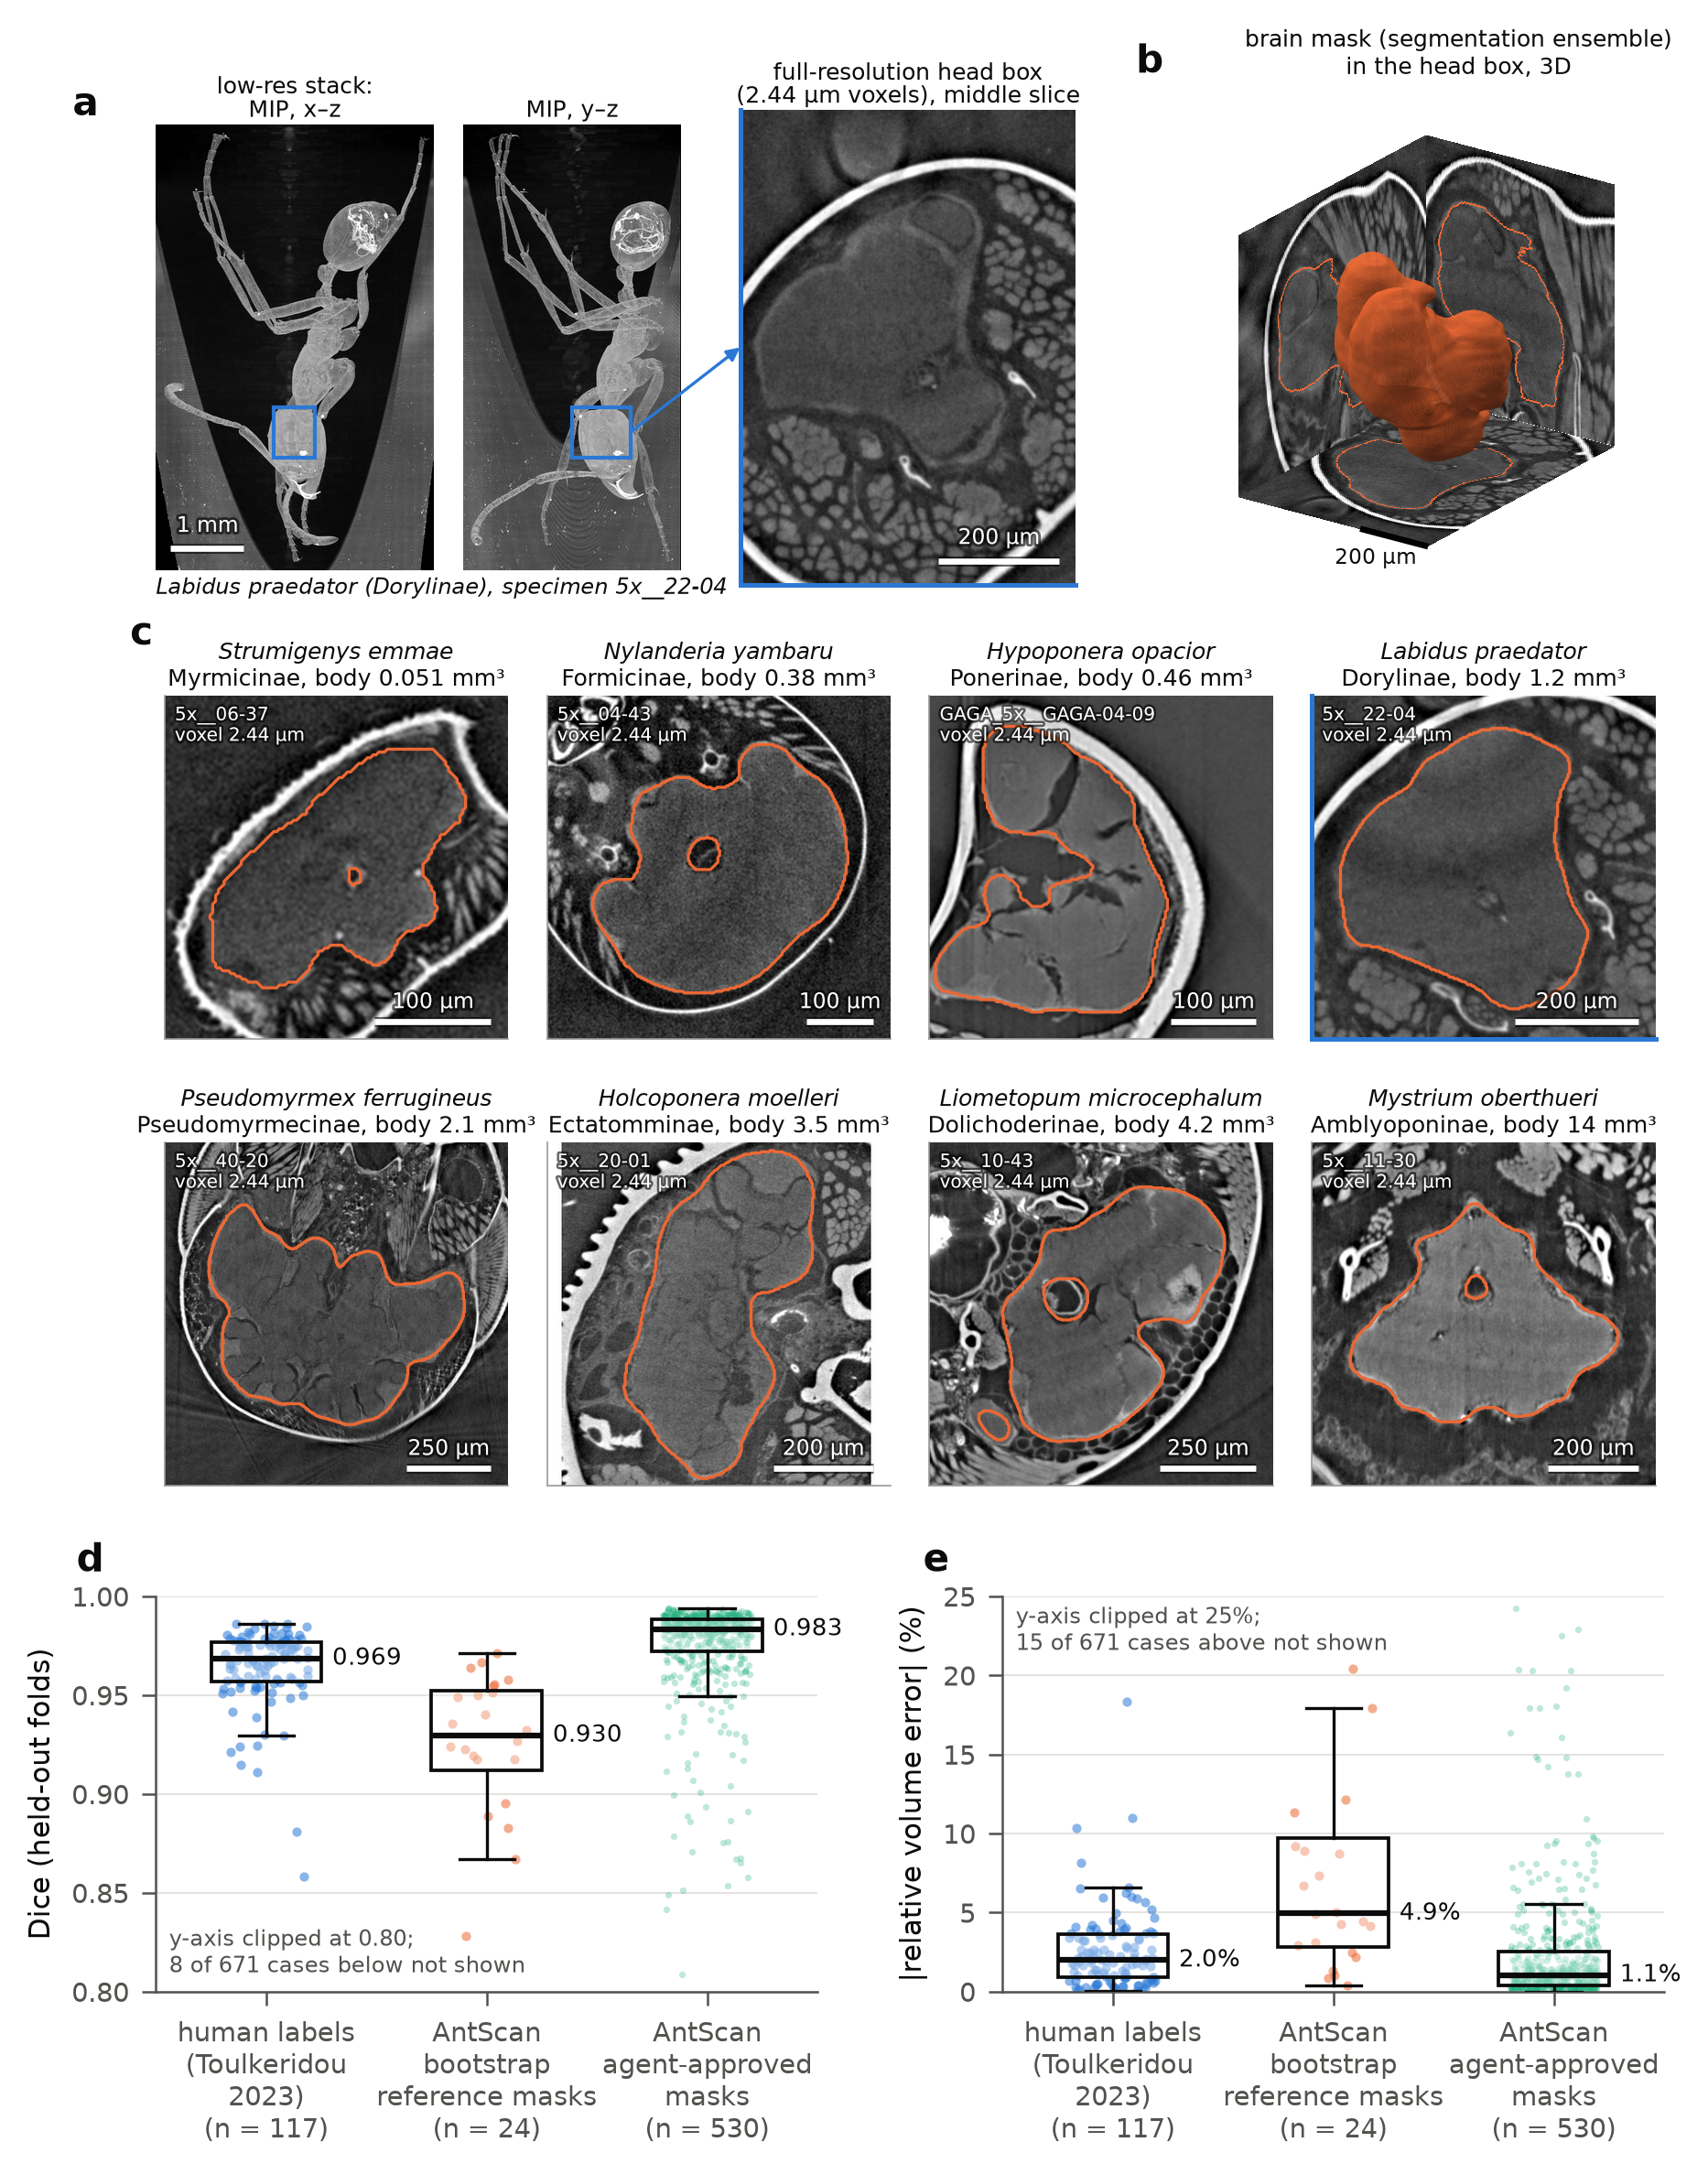 a
low-res stack:
MIP, x–z
MIP, y–z
full-resolution head box
(2.44 µm voxels), middle slice
1 mm
200 µm
Labidus praedator (Dorylinae), specimen 5x__22-04
b
brain mask (segmentation ensemble)
in the head box, 3D
200 µm
c
Strumigenys emmae
Myrmicinae, body 0.051 mm³
5x__06-37
voxel 2.44 µm
100 µm
Nylanderia yambaru
Formicinae, body 0.38 mm³
5x__04-43
voxel 2.44 µm
100 µm
Hypoponera opacior
Ponerinae, body 0.46 mm³
GAGA_5x__GAGA-04-09
voxel 2.44 µm
100 µm
Labidus praedator
Dorylinae, body 1.2 mm³
5x__22-04
voxel 2.44 µm
200 µm
Pseudomyrmex ferrugineus
Pseudomyrmecinae, body 2.1 mm³
5x__40-20
voxel 2.44 µm
250 µm
Holcoponera moelleri
Ectatomminae, body 3.5 mm³
5x__20-01
voxel 2.44 µm
200 µm
Liometopum microcephalum
Dolichoderinae, body 4.2 mm³
5x__10-43
voxel 2.44 µm
250 µm
Mystrium oberthueri
Amblyoponinae, body 14 mm³
5x__11-30
voxel 2.44 µm
200 µm
d
Dice (held-out folds)
1.00
0.95
0.90
0.85
0.80
0.969
0.930
0.983
y-axis clipped at 0.80;
8 of 671 cases below not shown
human labels
(Toulkeridou
2023)
(n = 117)
AntScan
bootstrap
reference masks
(n = 24)
AntScan
agent-approved
masks
(n = 530)
e
|relative volume error| (%)
25
20
15
10
5
0
y-axis clipped at 25%;
15 of 671 cases above not shown
2.0%
4.9%
1.1%
human labels
(Toulkeridou
2023)
(n = 117)
AntScan
bootstrap
reference masks
(n = 24)
AntScan
agent-approved
masks
(n = 530)